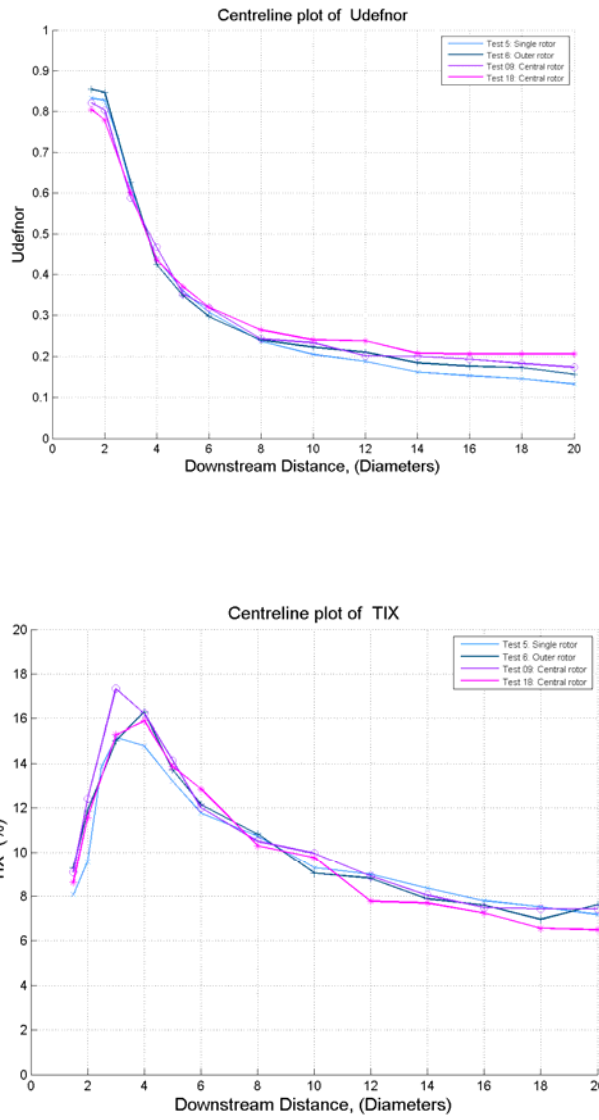 Centreline plot of Udefnor
Test 5: Single rotor
Test 6: Outer rotor
Test 09: Central rotor
Test 18: Central rotor
1
0.9
0.8
0.7
0.6
0.5
0.4
0.3
0.2
0.1
0
Udefnor
0 2 4 6 8 10 12 14 16 18 20
Downstream Distance, (Diameters)
Centreline plot of TIX
Test 5: Single rotor
Test 6: Outer rotor
Test 09: Central rotor
Test 18: Central rotor
20
18
16
14
12
10
8
6
4
2
0
(%)
0 2 4 6 8 10 12 14 16 18 20
Downstream Distance, (Diameters)